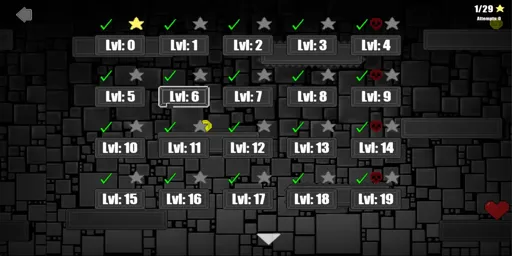 1/29
Attempts: 0
Lvl: 0 Lvl: 1 Lvl: 2 Lvl: 3 Lvl: 4
Lvl: 5 Lvl: 6 Lvl: 7 Lvl: 8 Lvl: 9
Lvl: 10 Lvl: 11 Lvl: 12 Lvl: 13 Lvl: 14
Lvl: 15 Lvl: 16 Lvl: 17 Lvl: 18 Lvl: 19